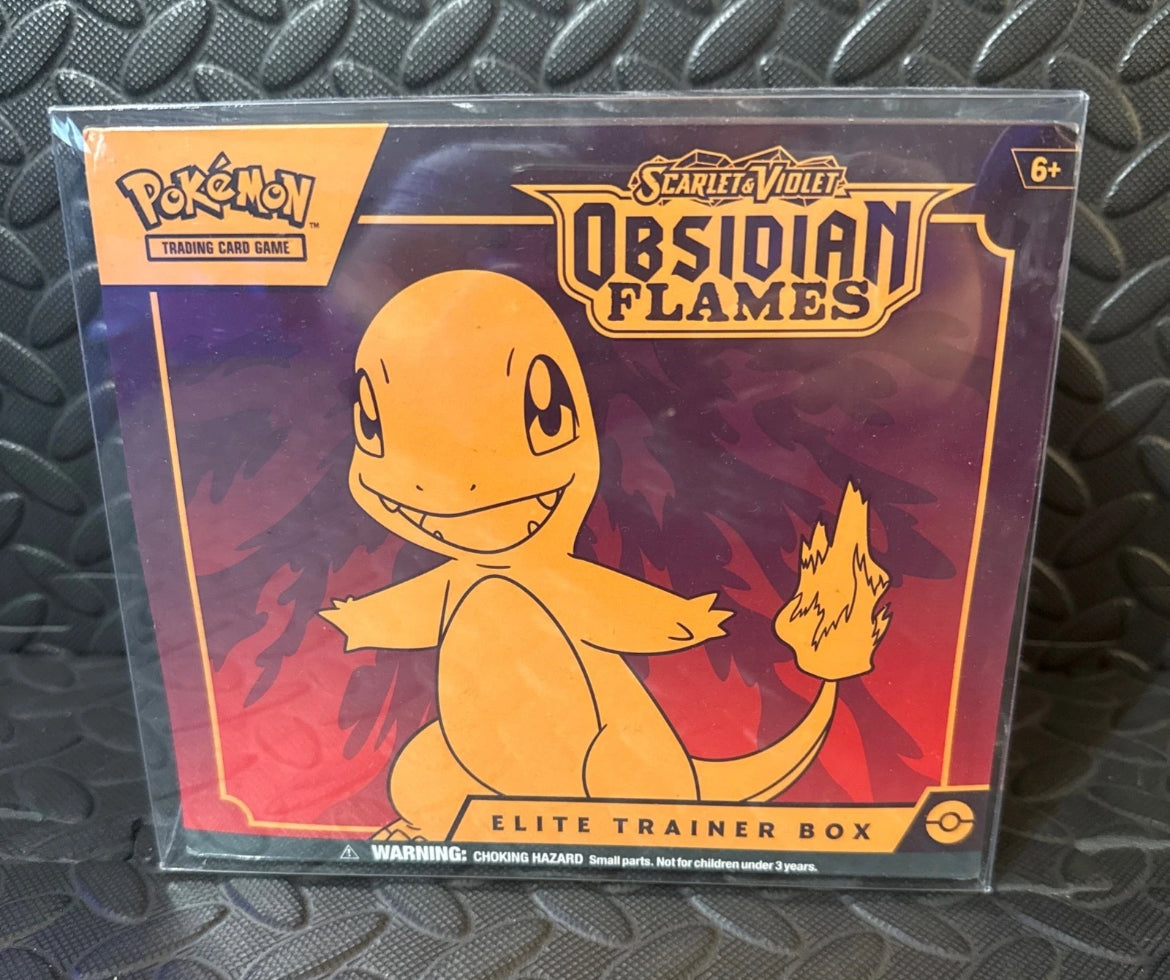 POKéMON™
TRADING CARD GAME
SCARLET & VIOLET
OBSIDIAN
FLAMES
6+
ELITE TRAINER BOX
WARNING: CHOKING HAZARD Small parts. Not for children under 3 years.